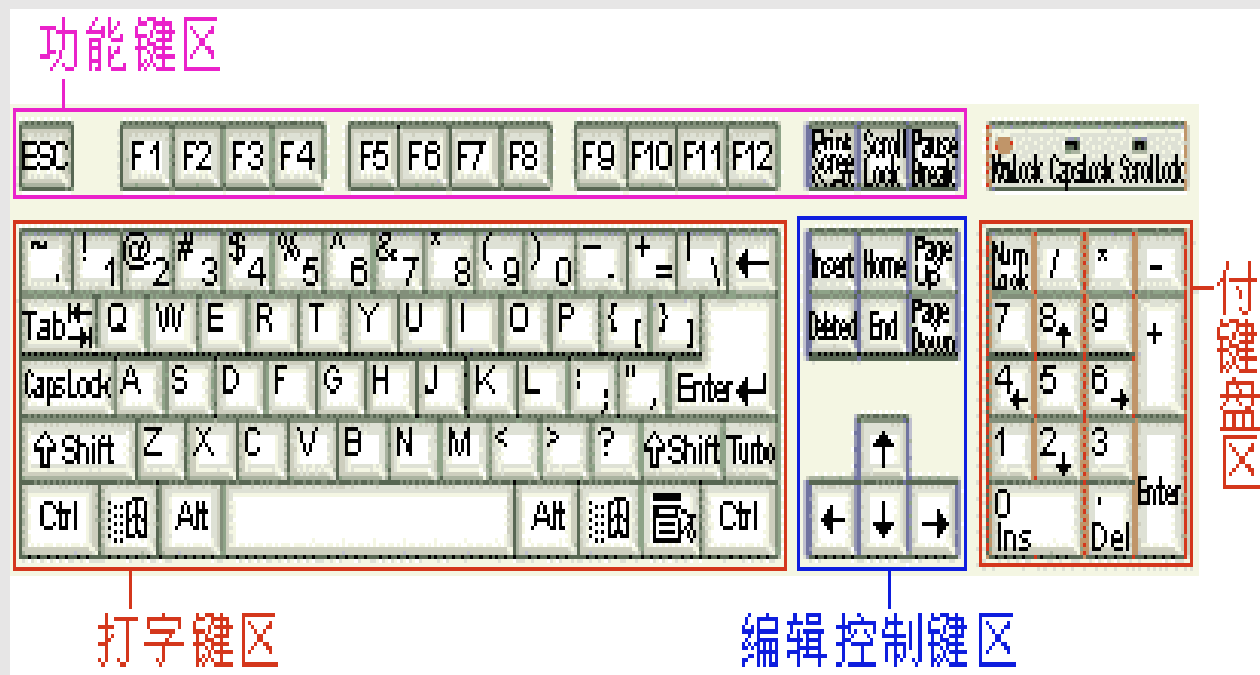 功能键区
ESC F1 F2 F3 F4 F5 F6 F7 F8 F9 F10 F11 F12 Print Screen Scroll Lock Pause Break NumLock CapsLock ScrollLock
~ ! 1 @ 2 # 3 $ 4 % 5 ^ 6 & 7 * 8 ( 9 ) 0 — - + = | \ ← Insert Home Page Up Num Lock / * -
Tab Q W E R T Y U I O P { [ } ] Deleted End Page Down 7 8 ↑ 9 +
CapsLock A S D F G H J K L : ; " , Enter ↵ 4 ← 5 6 →
⇧ Shift Z X C V B N M < > ? ⇧ Shift Turbo ↑ 1 2 ↓ 3 Enter
Ctrl Alt Alt Ctrl ← ↓ → 0 Ins . Del
付键盘区
打字键区
编辑控制键区